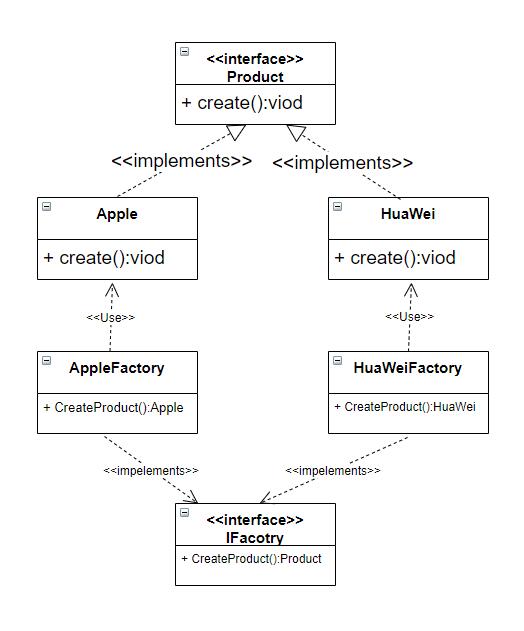 <<interface>>
Product
+ create():viod
<<implements>>
<<implements>>
Apple
HuaWei
+ create():viod
+ create():viod
<<Use>>
<<Use>>
AppleFactory
HuaWeiFactory
+ CreateProduct():Apple
+ CreateProduct():HuaWei
<<impelements>>
<<impelements>>
<<interface>>
IFacotry
+ CreateProduct():Product